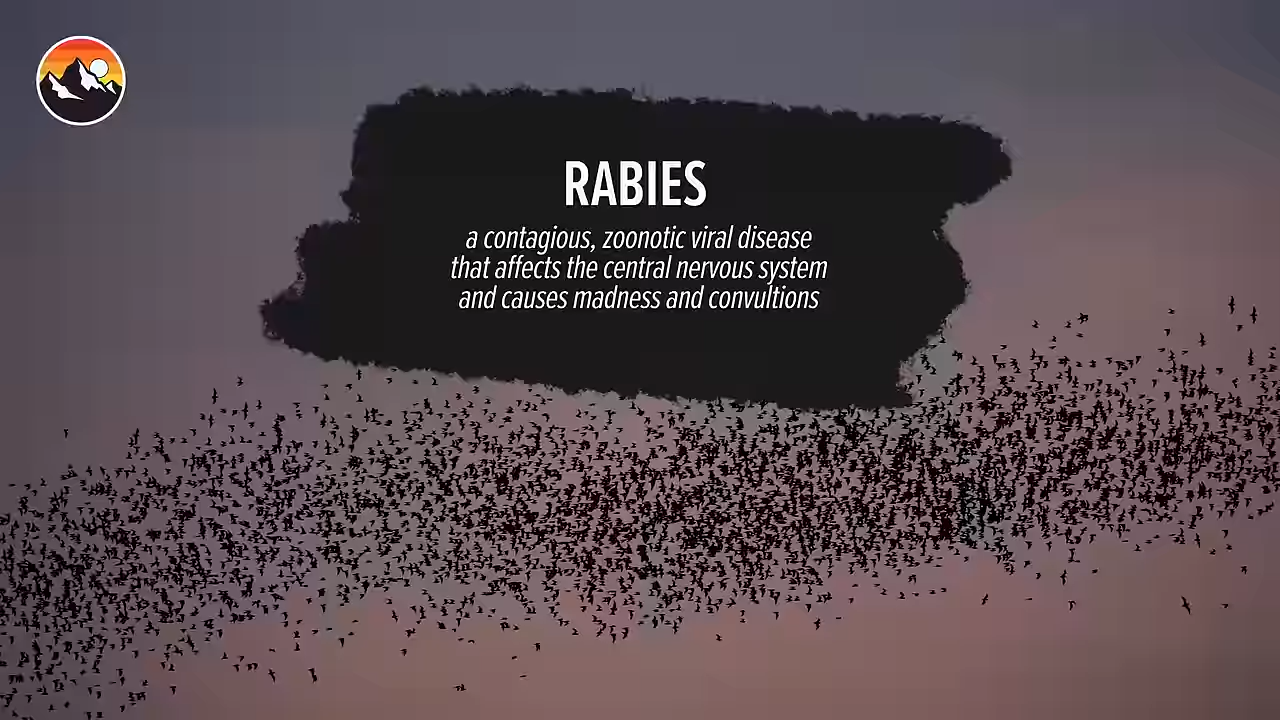 RABIES
a contagious, zoonotic viral disease
that affects the central nervous system
and causes madness and convultions